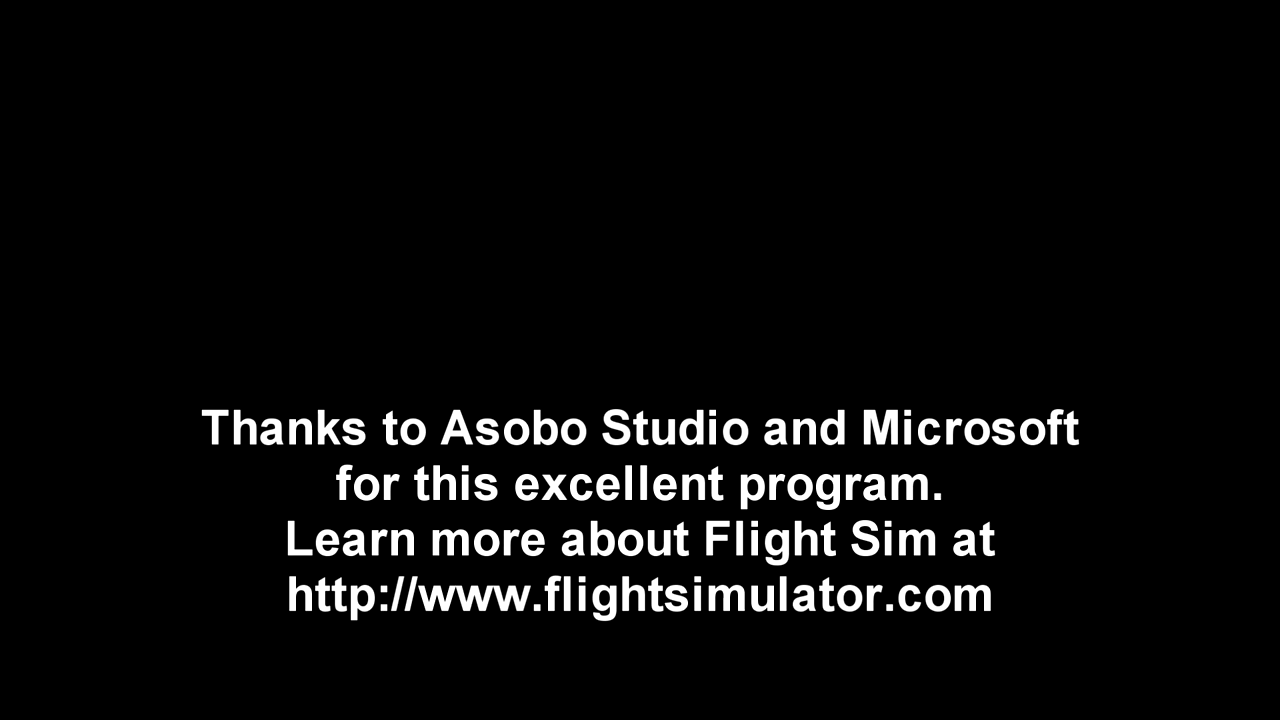 Thanks to Asobo Studio and Microsoft
for this excellent program.
Learn more about Flight Sim at
http://www.flightsimulator.com